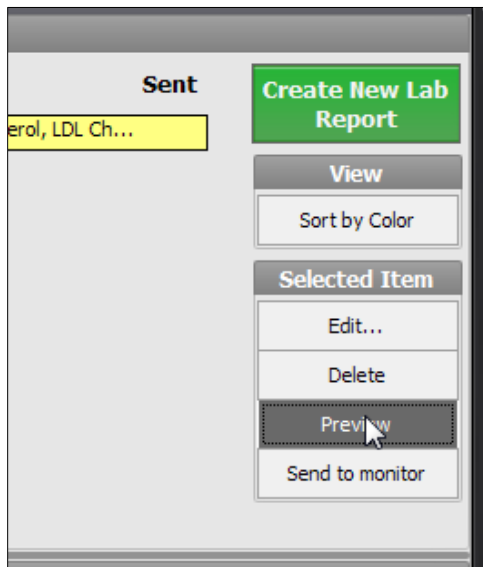 Sent
erol, LDL Ch...
Create New Lab
Report
View
Sort by Color
Selected Item
Edit...
Delete
Preview
Send to monitor